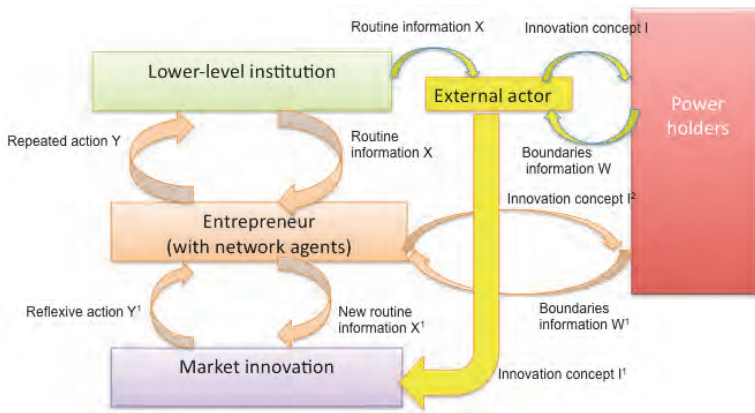 Routine information X
Innovation concept I
Lower-level institution
External actor
Power
holders
Repeated action Y
Routine
information X
Boundaries
information W
Innovation concept I²
Entrepreneur
(with network agents)
Reflexive action Y¹
New routine
information X¹
Boundaries
information W¹
Market innovation
Innovation concept I¹